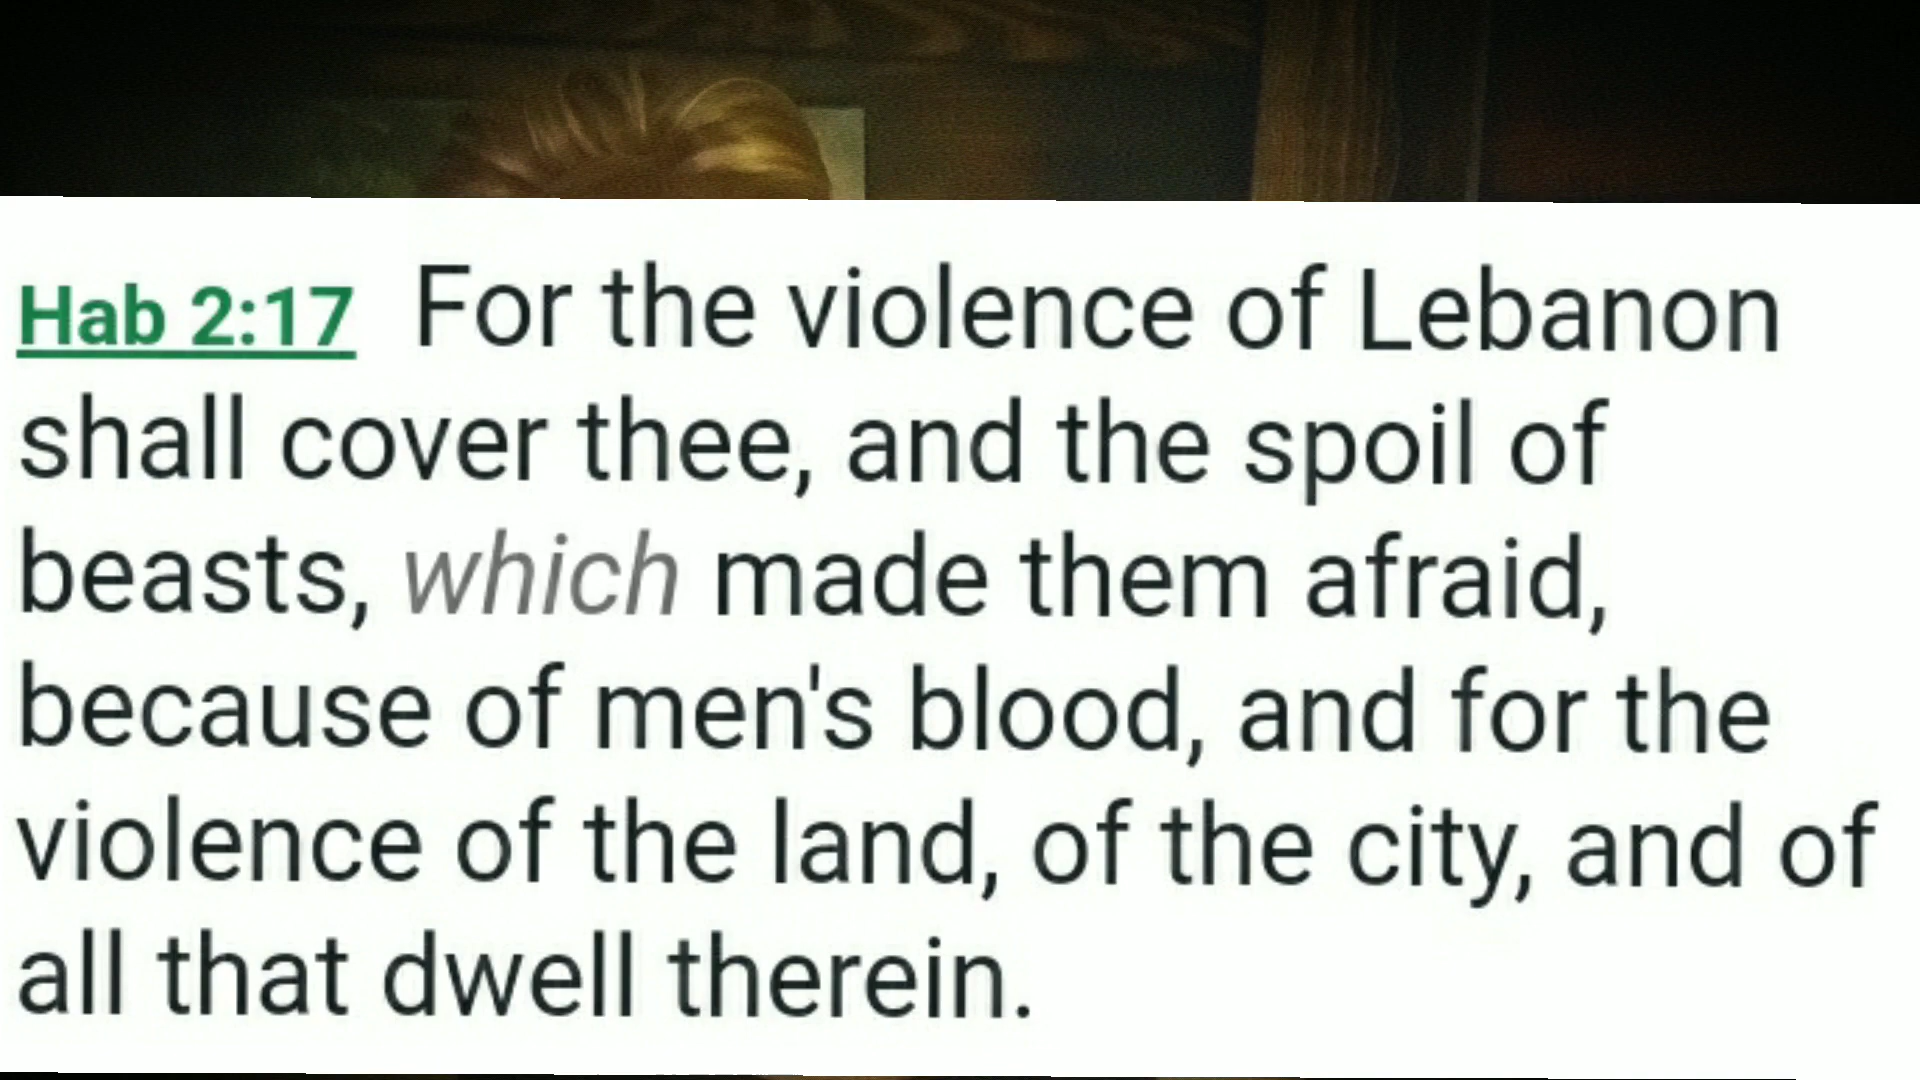 Hab 2:17 For the violence of Lebanon
shall cover thee, and the spoil of
beasts, which made them afraid,
because of men's blood, and for the
violence of the land, of the city, and of
all that dwell therein.